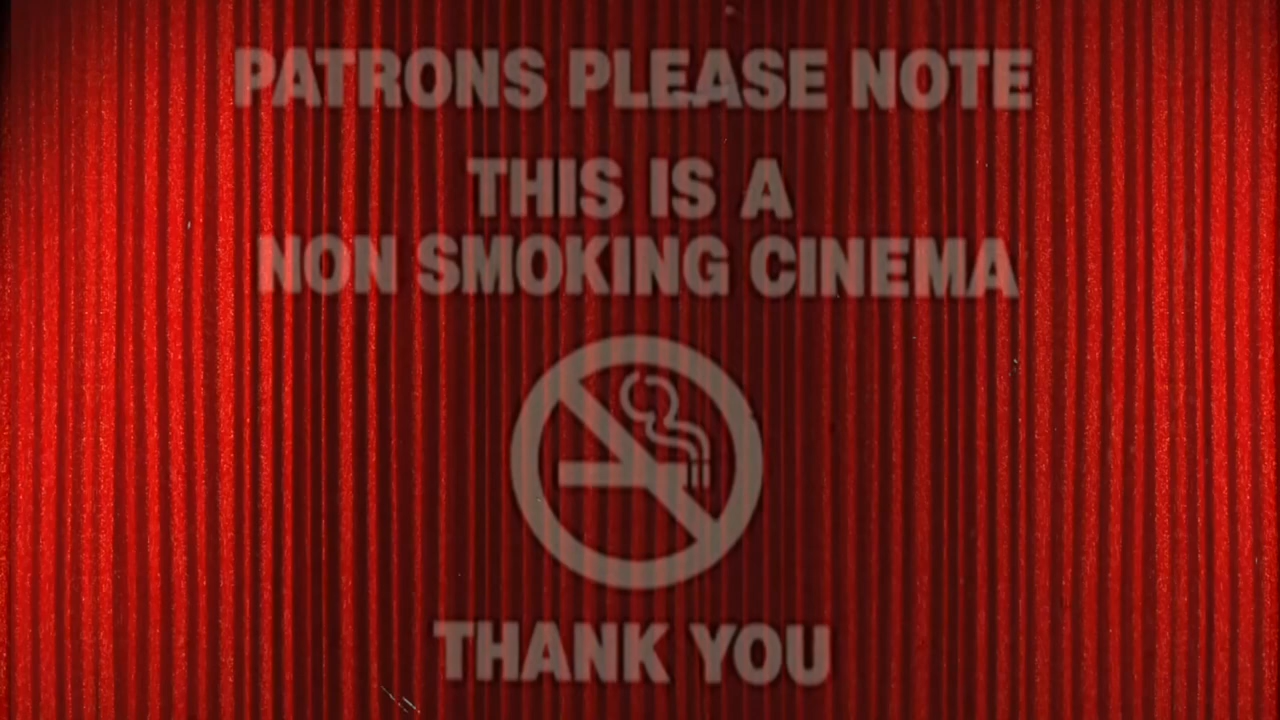 PATRONS PLEASE NOTE
THIS IS A
NON SMOKING CINEMA
THANK YOU